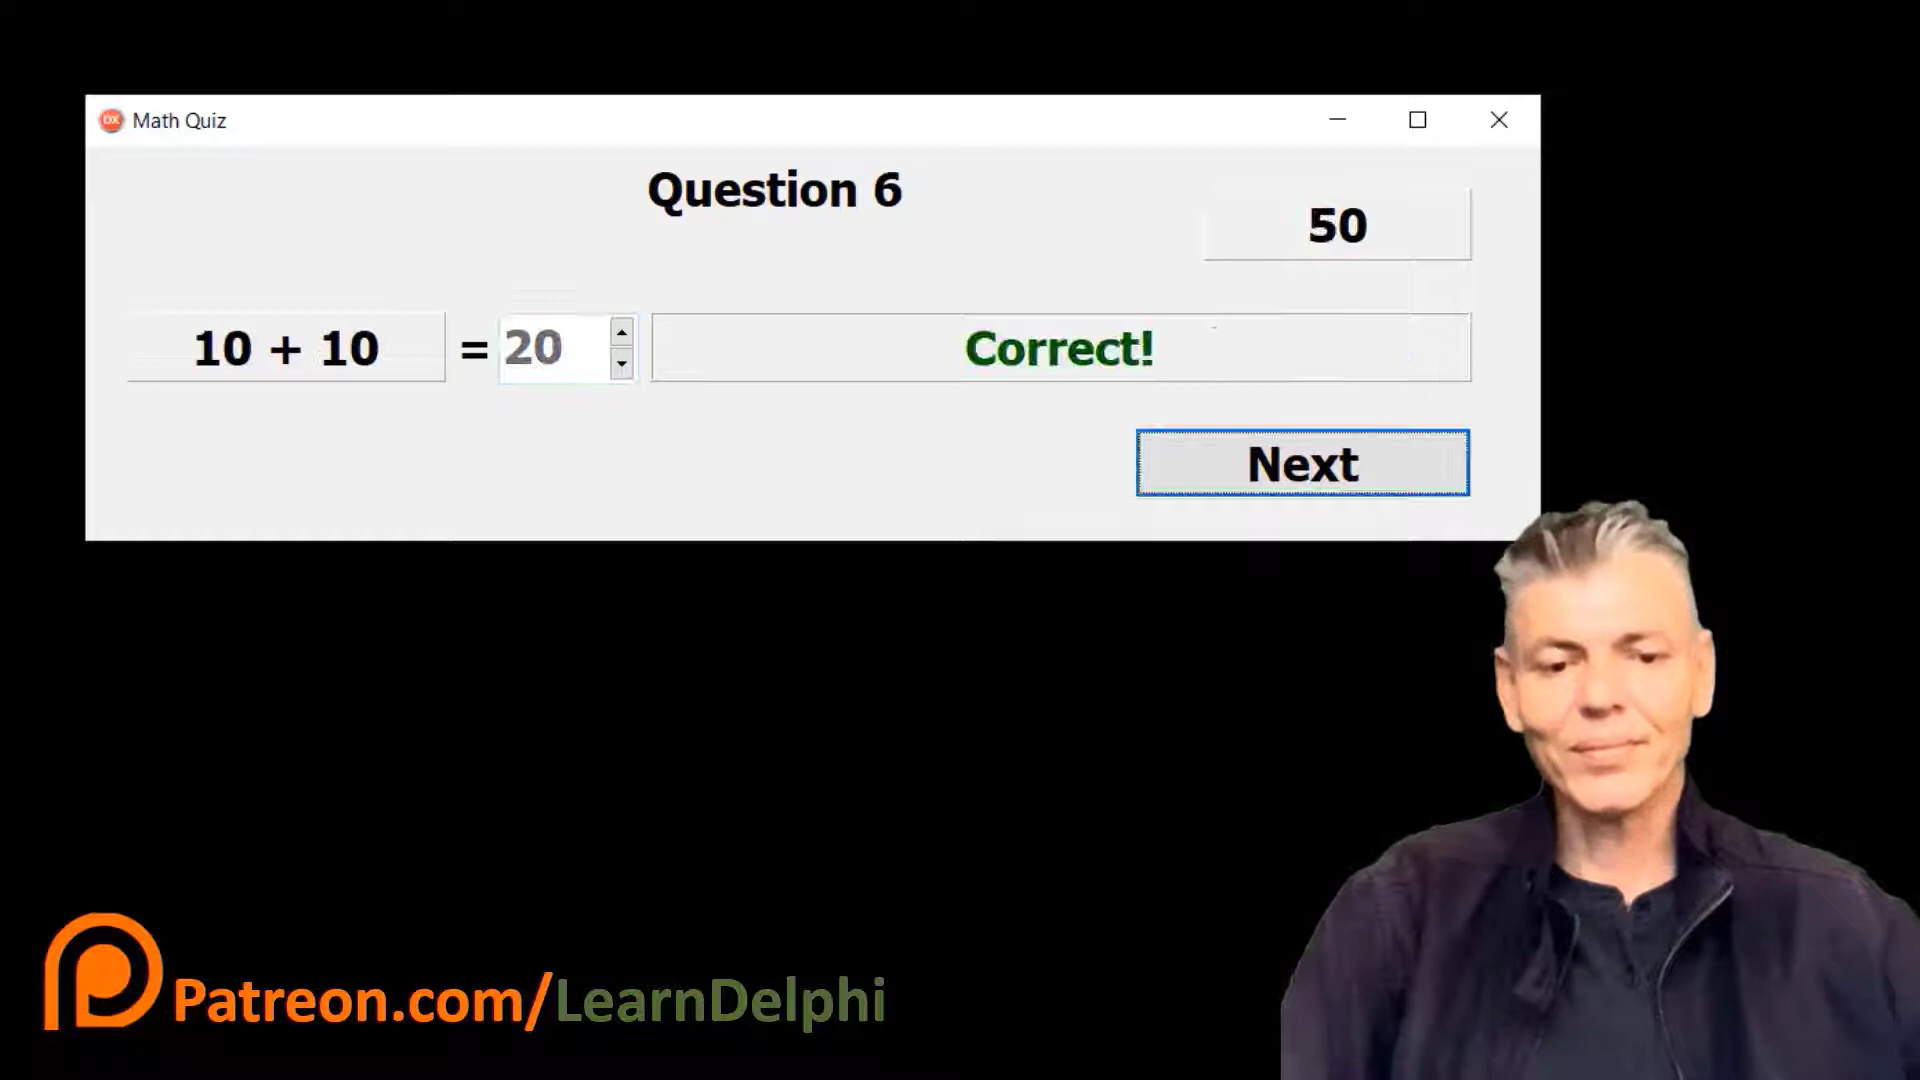 Math Quiz
Question 6
50
10 + 10 = 20
Correct!
Next
Patreon.com/LearnDelphi